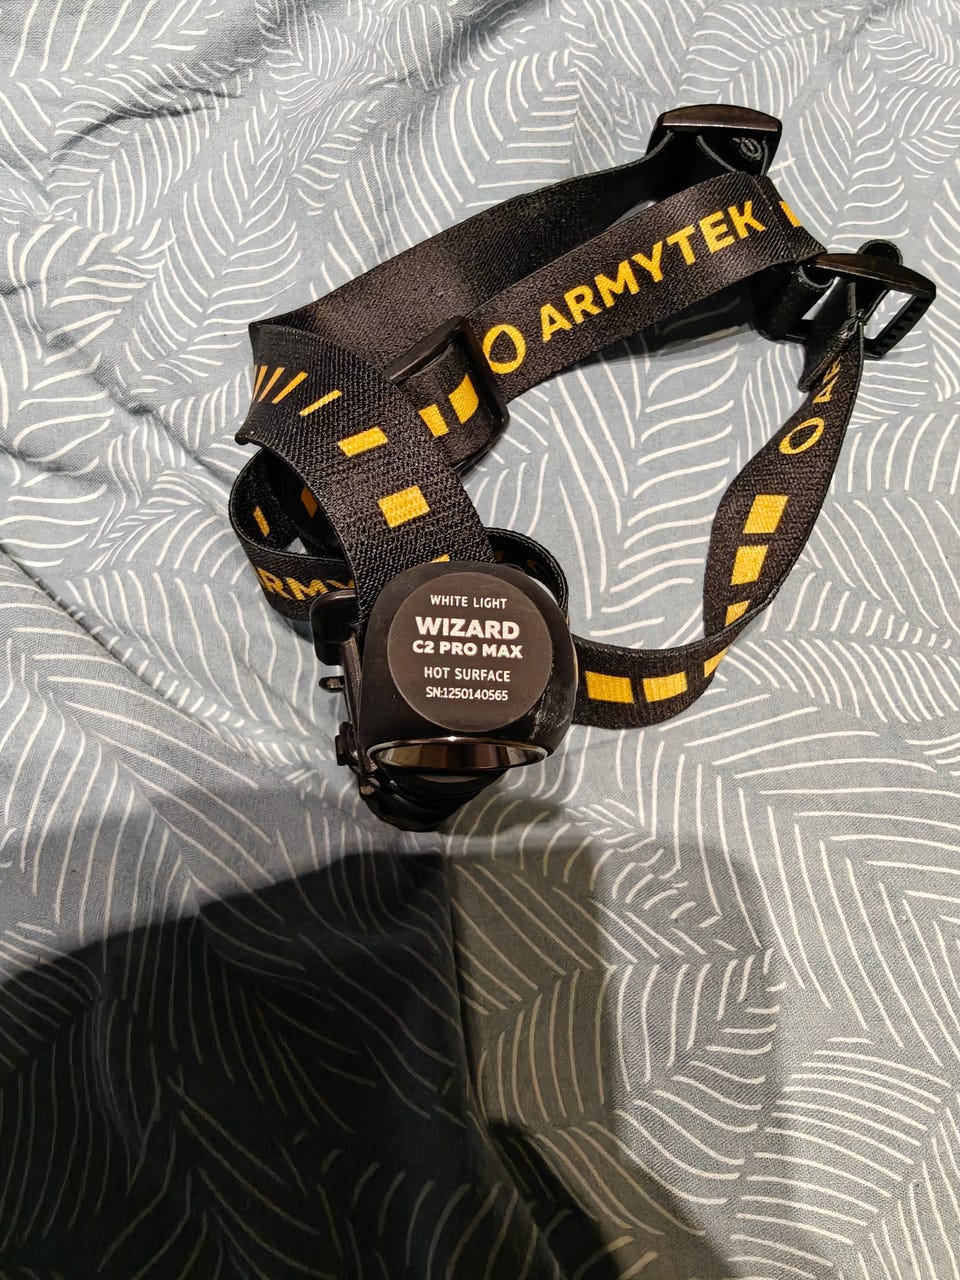 ARMYTEK
WHITE LIGHT
WIZARD
C2 PRO MAX
HOT SURFACE
SN:1250140565